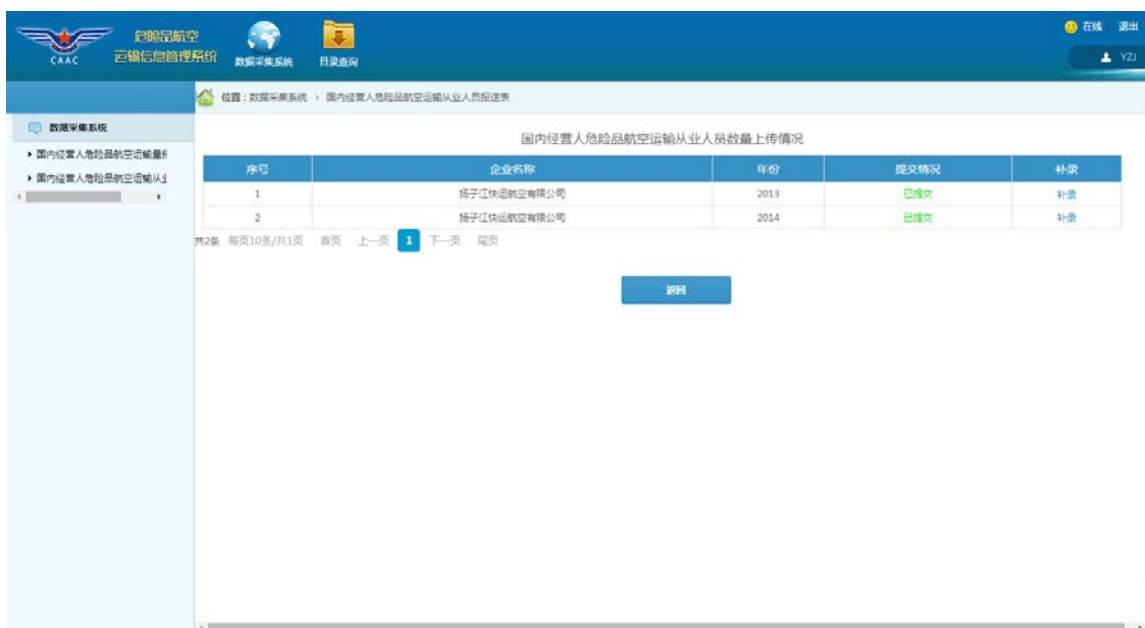 危险品航空
运输信息管理系统
CAAC
数据采集系统
目录查询
在线 退出
YZJ
位置：数据采集系统 › 国内经营人危险品航空运输从业人员报送表
数据采集系统
国内经营人危险品航空运输量
国内经营人危险品航空运输从
国内经营人危险品航空运输从业人员数量上传情况
序号 企业名称 年份 提交情况 补录
1 扬子江快运航空有限公司 2013 已提交 补录
2 扬子江快运航空有限公司 2014 已提交 补录
共2条 每页10条/共1页 首页 上一页 1 下一页 尾页
返回